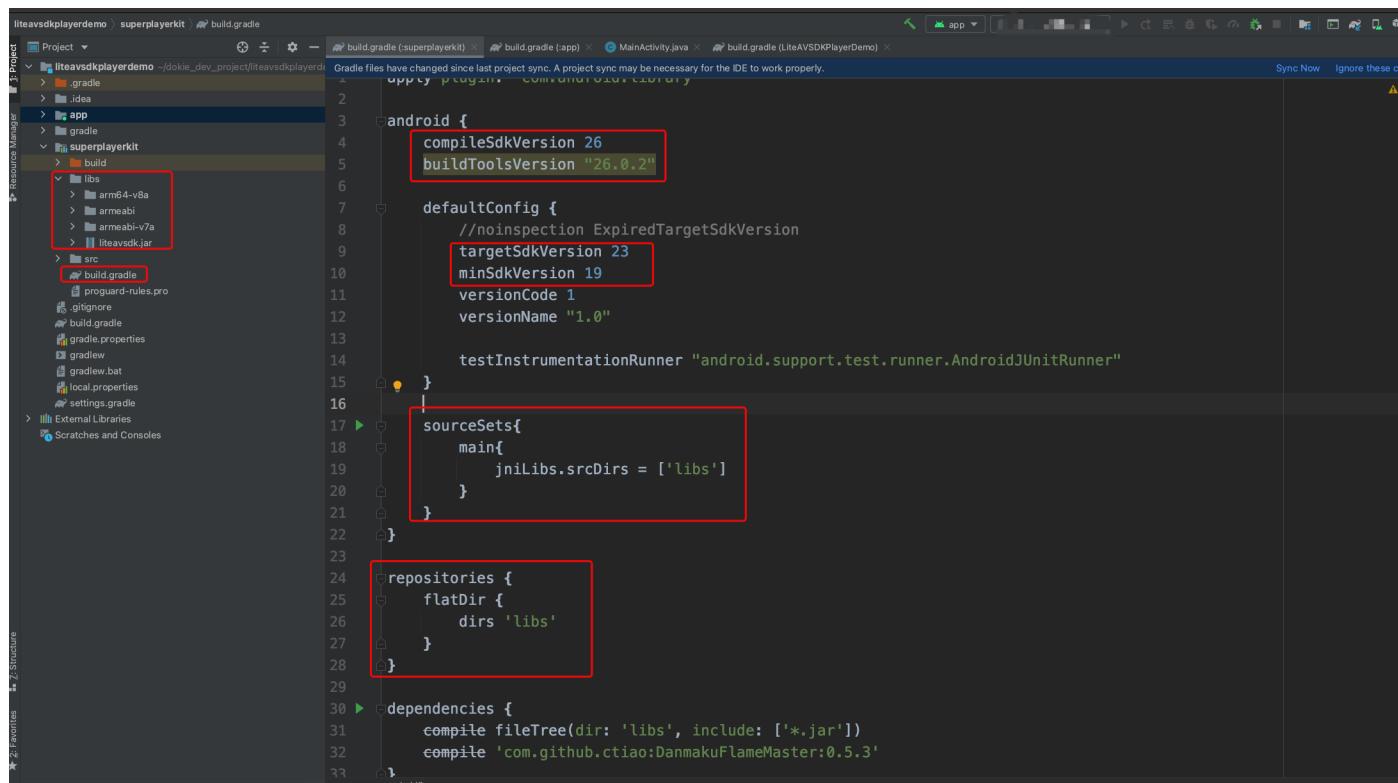 liteavsdkplayerdemo superplayerkit build.gradle
app
Project
build.gradle (:superplayerkit)
build.gradle (:app)
MainActivity.java
build.gradle (LiteAVSDKPlayerDemo)
Gradle files have changed since last project sync. A project sync may be necessary for the IDE to work properly.
Sync Now
Ignore these c
1: Project
Resource Manager
Z: Structure
2: Favorites
liteavsdkplayerdemo ~/dokie_dev_project/liteavsdkplayerd
.gradle
.idea
app
gradle
superplayerkit
build
libs
arm64-v8a
armeabi
armeabi-v7a
liteavsdk.jar
src
build.gradle
proguard-rules.pro
.gitignore
build.gradle
gradle.properties
gradlew
gradlew.bat
local.properties
settings.gradle
External Libraries
Scratches and Consoles
1 apply plugin: 'com.android.library'
2
3 android {
4 compileSdkVersion 26
5 buildToolsVersion "26.0.2"
6
7 defaultConfig {
8 //noinspection ExpiredTargetSdkVersion
9 targetSdkVersion 23
10 minSdkVersion 19
11 versionCode 1
12 versionName "1.0"
13
14 testInstrumentationRunner "android.support.test.runner.AndroidJUnitRunner"
15 }
16
17 sourceSets{
18 main{
19 jniLibs.srcDirs = ['libs']
20 }
21 }
22 }
23
24 repositories {
25 flatDir {
26 dirs 'libs'
27 }
28 }
29
30 dependencies {
31 compile fileTree(dir: 'libs', include: ['*.jar'])
32 compile 'com.github.ctiao:DanmakuFlameMaster:0.5.3'
33 }